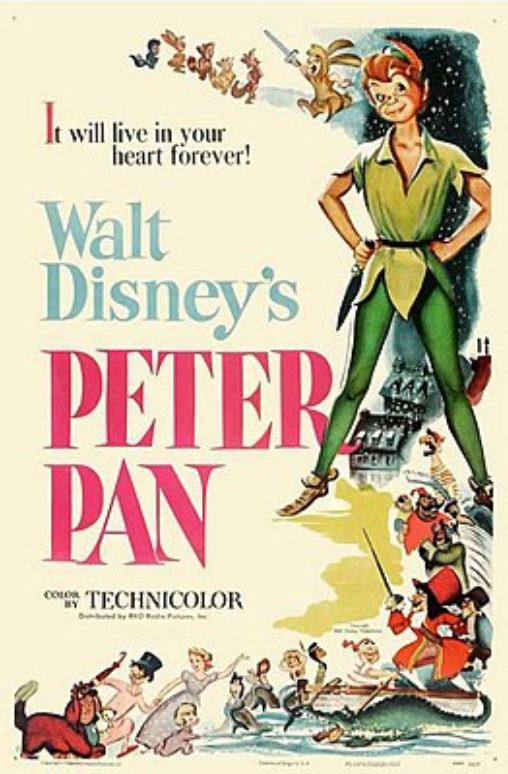 It will live in your
heart forever!
Walt
Disney's
PETER
PAN
COLOR BY TECHNICOLOR
Distributed by RKO Radio Pictures, Inc.